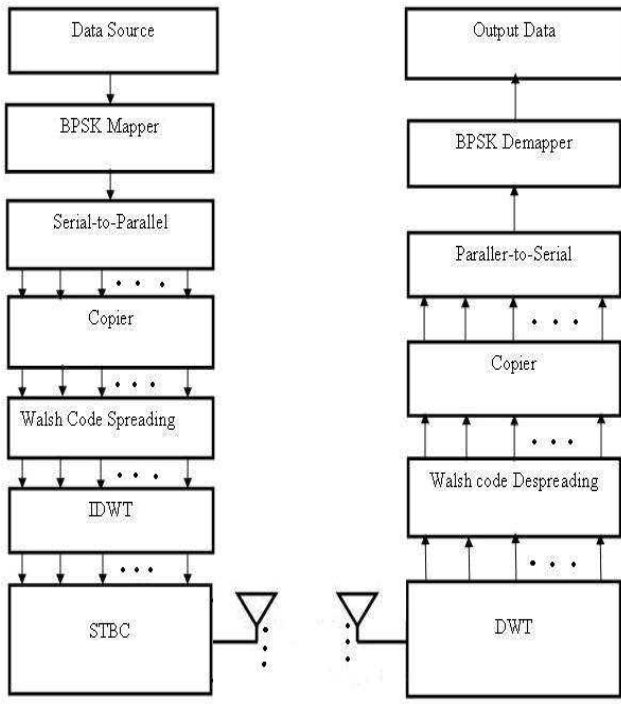 Data Source
BPSK Mapper
Serial-to-Parallel
Copier
Walsh Code Spreading
IDWT
STBC
Output Data
BPSK Demapper
Paraller-to-Serial
Copier
Walsh code Despreading
DWT